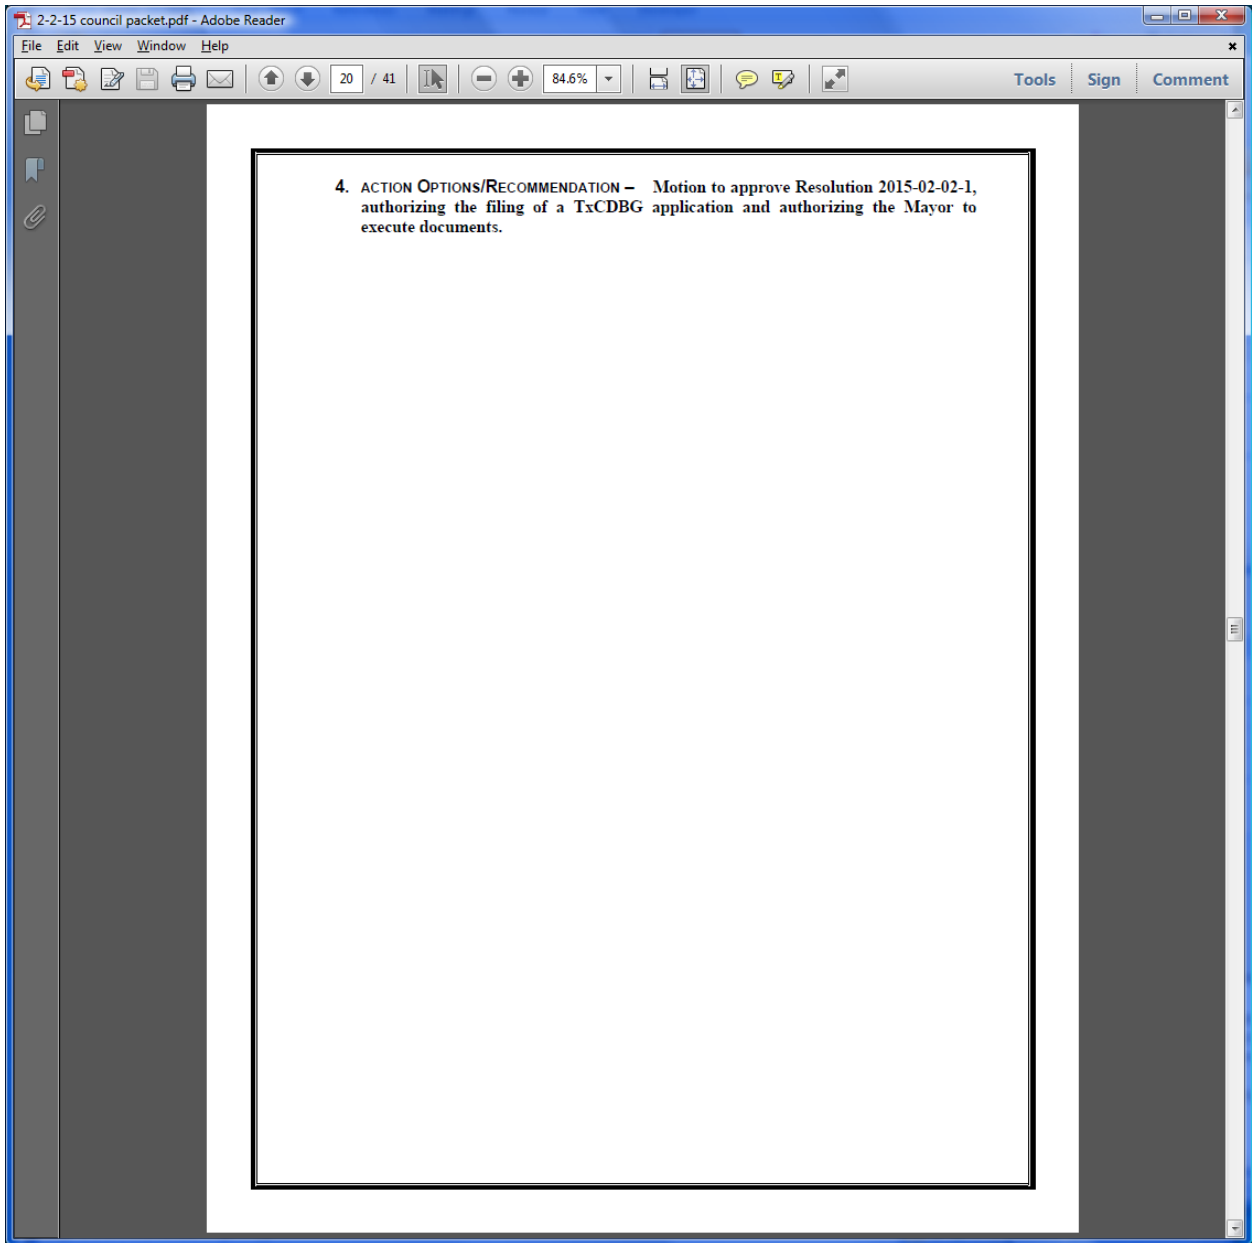 2-2-15 council packet.pdf - Adobe Reader
File Edit View Window Help
20 / 41 84.6% Tools Sign Comment
4. ACTION OPTIONS/RECOMMENDATION – Motion to approve Resolution 2015-02-02-1,
authorizing the filing of a TxCDBG application and authorizing the Mayor to
execute documents.